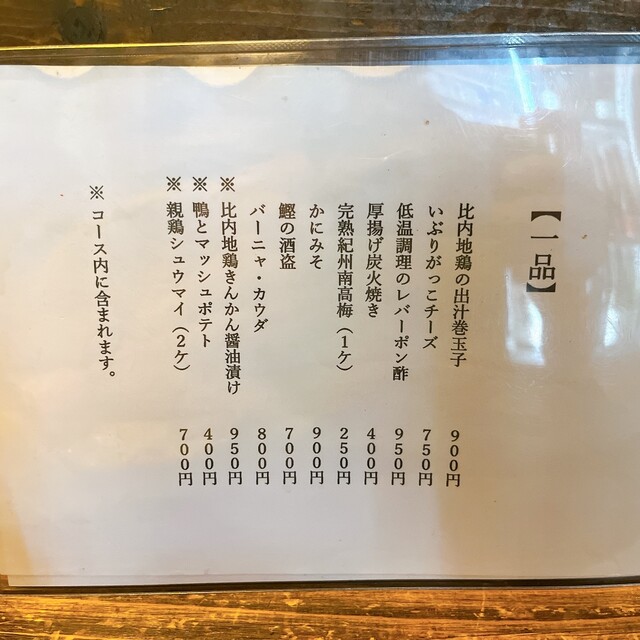 【一品】
比内地鶏の出汁巻玉子 900円
いぶりがっこチーズ 750円
低温調理のレバーポン酢 950円
厚揚げ炭火焼き 400円
完熟紀州南高梅（1ケ） 250円
かにみそ 900円
鰹の酒盗 700円
バーニャ・カウダ 800円
※ 比内地鶏きんかん醤油漬け 950円
※ 鴨とマッシュポテト 400円
※ 親鶏シュウマイ（2ケ） 700円
※ コース内に含まれます。